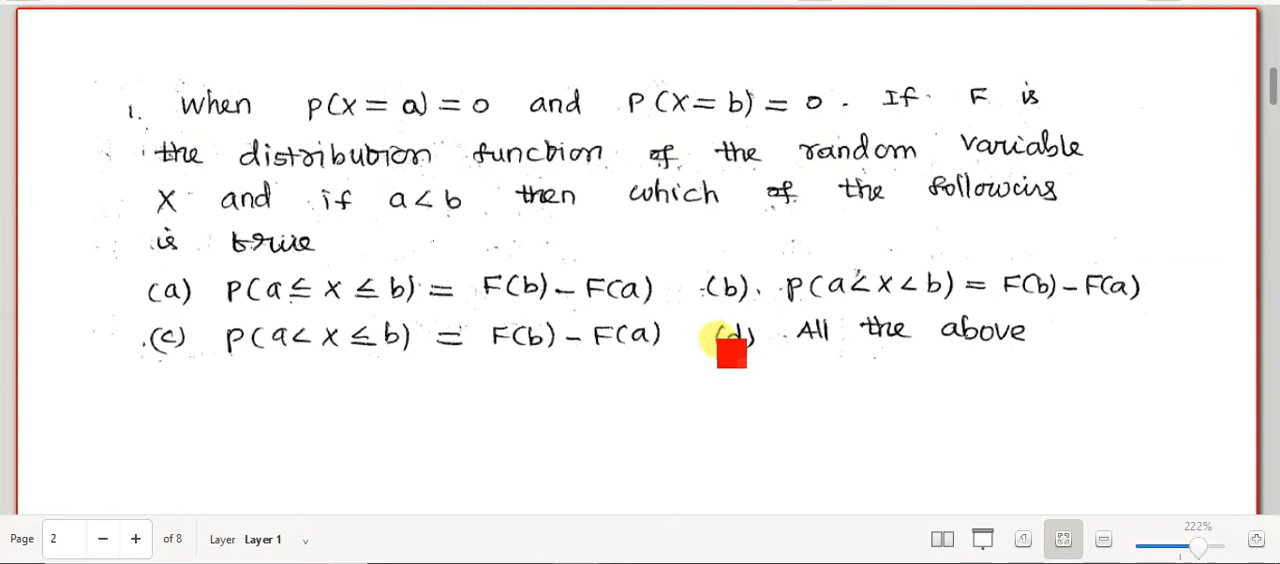 1. When P(X = a) = 0 and P(X = b) = 0. If F is
the distribution function of the random variable
X and if a < b then which of the following
is true
(a) P(a ≤ X ≤ b) = F(b) - F(a) (b). P(a < X < b) = F(b) - F(a)
(c) P(a < X ≤ b) = F(b) - F(a) (d) All the above
Page 2 of 8 Layer Layer 1 222%